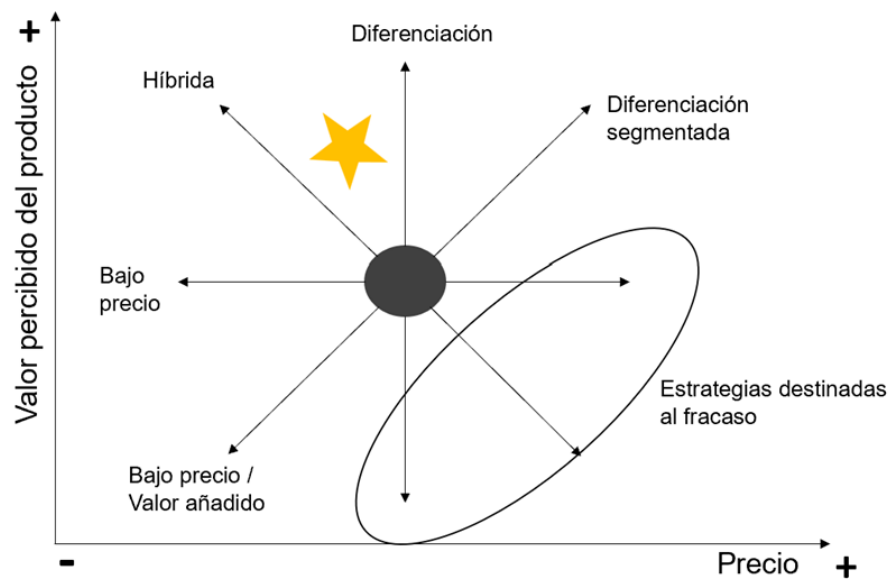 +
Diferenciación
Híbrida
Diferenciación
segmentada
Valor percibido del producto
Bajo
precio
Estrategias destinadas
al fracaso
Bajo precio /
Valor añadido
-
Precio
+